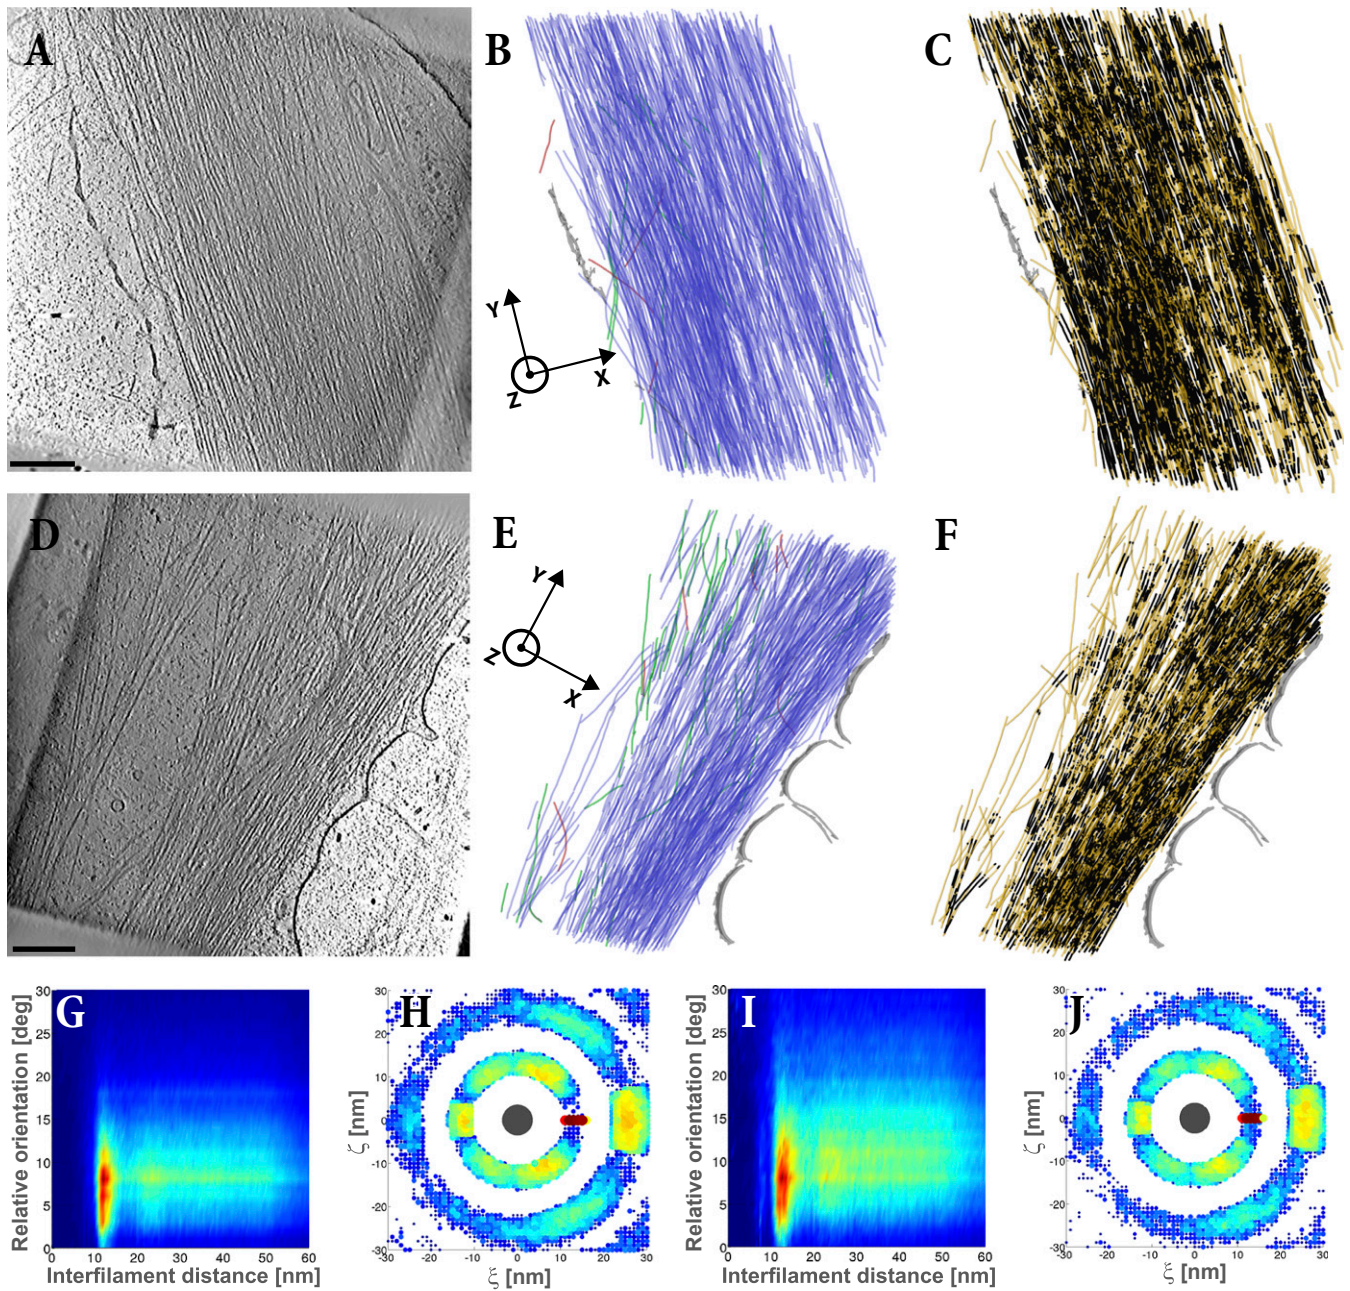 A
B
C
Y
X
Z
D
E
F
Y
X
Z
G
Relative orientation [deg]
30
25
20
15
10
5
0
0 10 20 30 40 50 60
Interfilament distance [nm]
H
ζ [nm]
30
20
10
0
-10
-20
-30
-30 -20 -10 0 10 20 30
ξ [nm]
I
Relative orientation [deg]
30
25
20
15
10
5
0
0 10 20 30 40 50 60
Interfilament distance [nm]
J
ζ [nm]
30
20
10
0
-10
-20
-30
-30 -20 -10 0 10 20 30
ξ [nm]